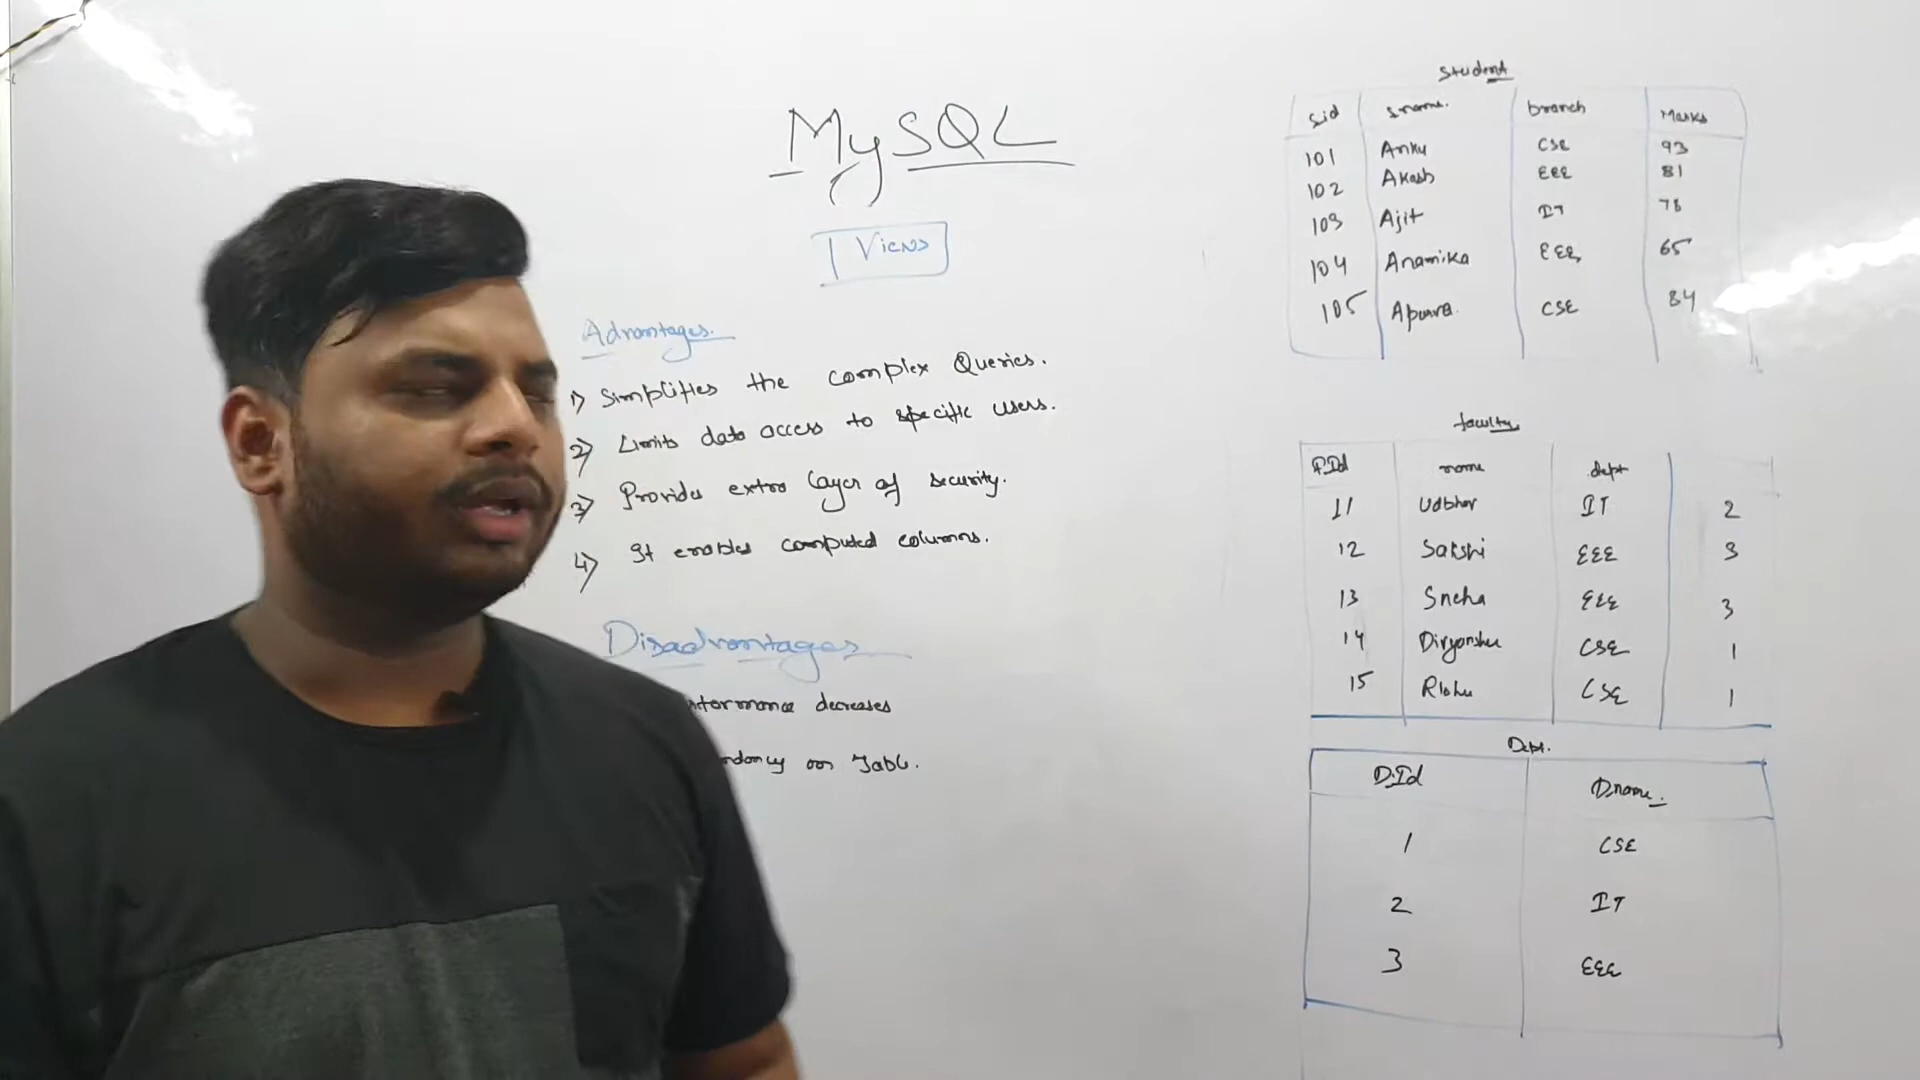 MySQL
Views
Advantages.
1) Simplifies the complex Queries.
2) Limits data access to specific users.
3) Provides extra layer of security.
4) It enables computed columns.
Disadvantages
decreases
on Table.
Student
Sid Sname. branch Marks
101 Anku CSE 93
102 Akash EEE 81
103 Ajit IT 78
104 Anamika EEE 65
105 Apurva. CSE 84
faculty
F.Id name dept
11 Udbhav IT 2
12 Sakshi EEE 3
13 Sneha EEE 3
14 Divyanshu CSE 1
15 CSE 1
Dept.
D.Id Dname.
1 CSE
2 IT
3 EEE